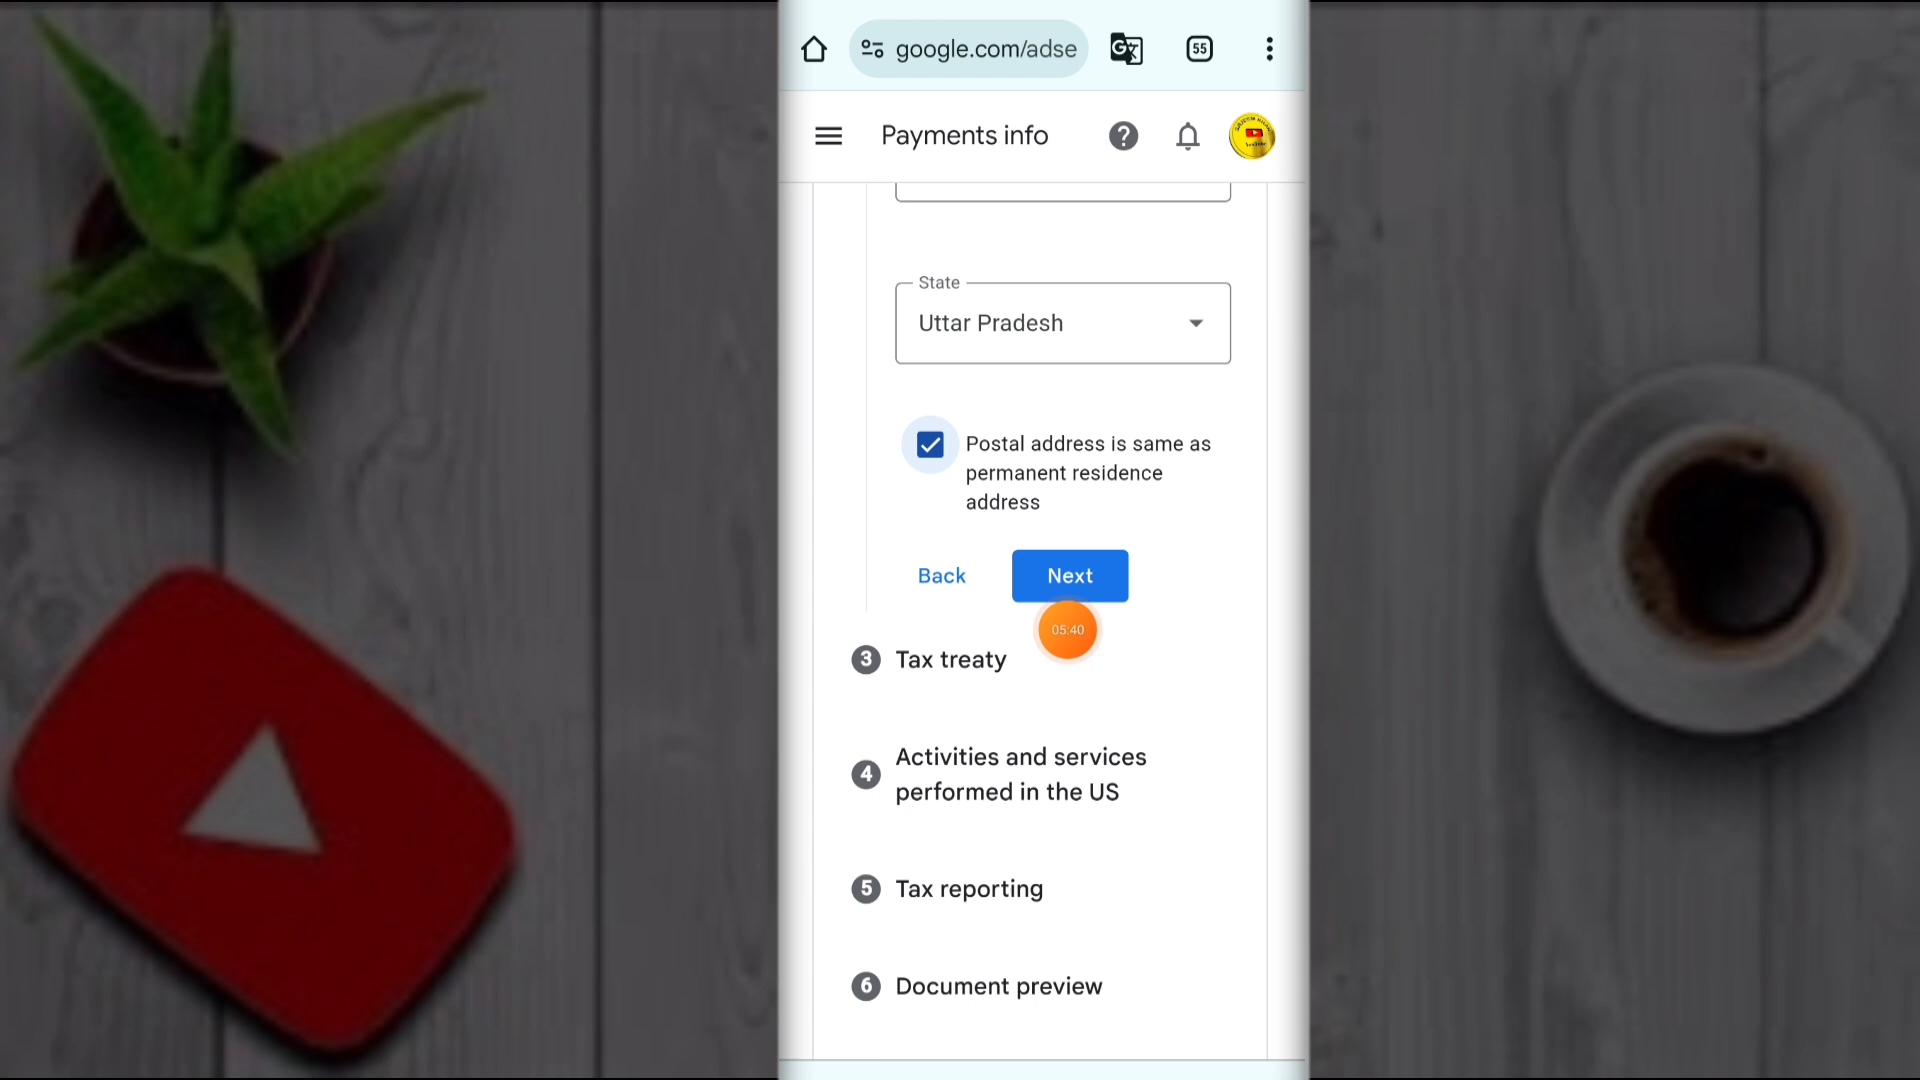 google.com/adse
55
Payments info
State
Uttar Pradesh
Postal address is same as
permanent residence
address
Back
Next
05:40
3 Tax treaty
4 Activities and services
performed in the US
5 Tax reporting
6 Document preview